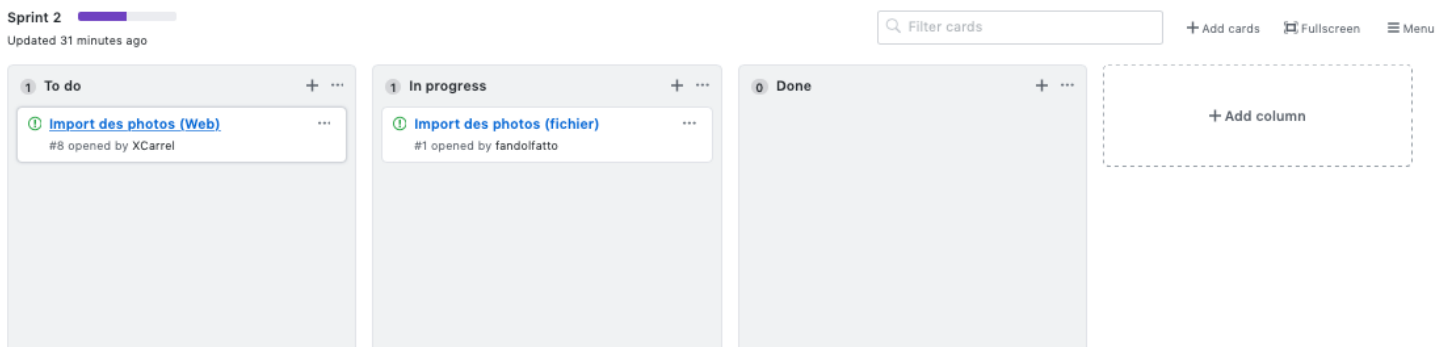 Sprint 2
Updated 31 minutes ago
Filter cards
Add cards
Fullscreen
Menu
1 To do
Import des photos (Web)
#8 opened by XCarrel
1 In progress
Import des photos (fichier)
#1 opened by fandolfatto
0 Done
Add column